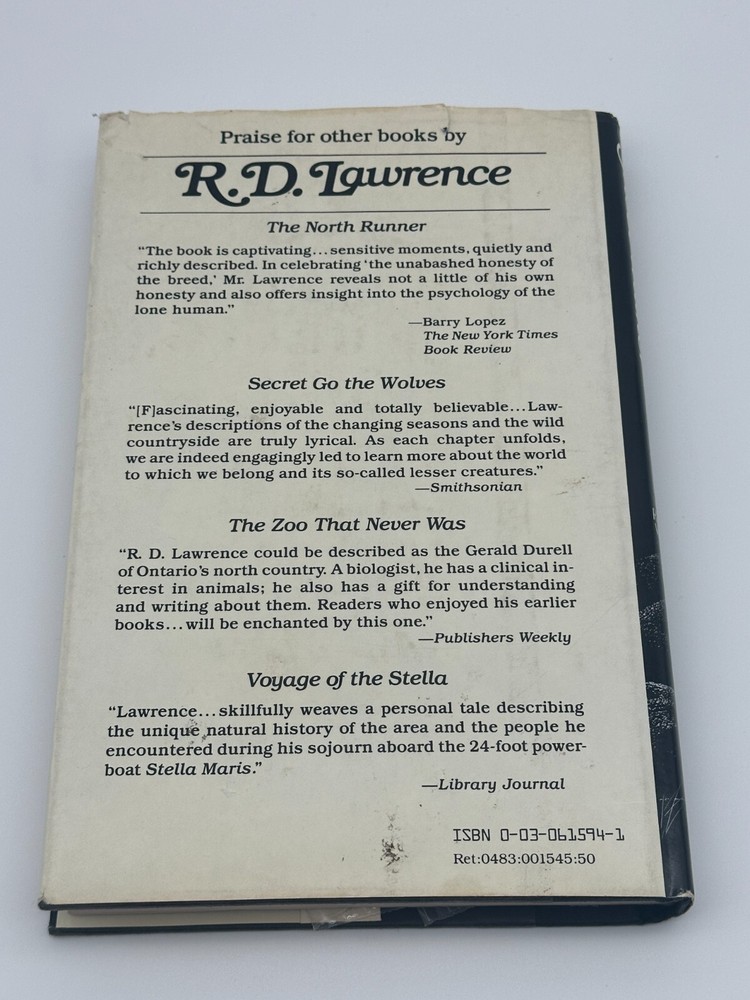 Praise for other books by
R.D. Lawrence
The North Runner
“The book is captivating...sensitive moments, quietly and
richly described. In celebrating ‘the unabashed honesty of
the breed,’ Mr. Lawrence reveals not a little of his own
honesty and also offers insight into the psychology of the
lone human.”
—Barry Lopez
The New York Times
Book Review
Secret Go the Wolves
“[F]ascinating, enjoyable and totally believable...Law-
rence’s descriptions of the changing seasons and the wild
countryside are truly lyrical. As each chapter unfolds,
we are indeed engagingly led to learn more about the world
to which we belong and its so-called lesser creatures.”
—Smithsonian
The Zoo That Never Was
“R. D. Lawrence could be described as the Gerald Durell
of Ontario’s north country. A biologist, he has a clinical in-
terest in animals; he also has a gift for understanding
and writing about them. Readers who enjoyed his earlier
books...will be enchanted by this one.”
—Publishers Weekly
Voyage of the Stella
“Lawrence...skillfully weaves a personal tale describing
the unique natural history of the area and the people he
encountered during his sojourn aboard the 24-foot power-
boat Stella Maris.”
—Library Journal
ISBN 0-03-061594-1
Ret:0483:001545:50